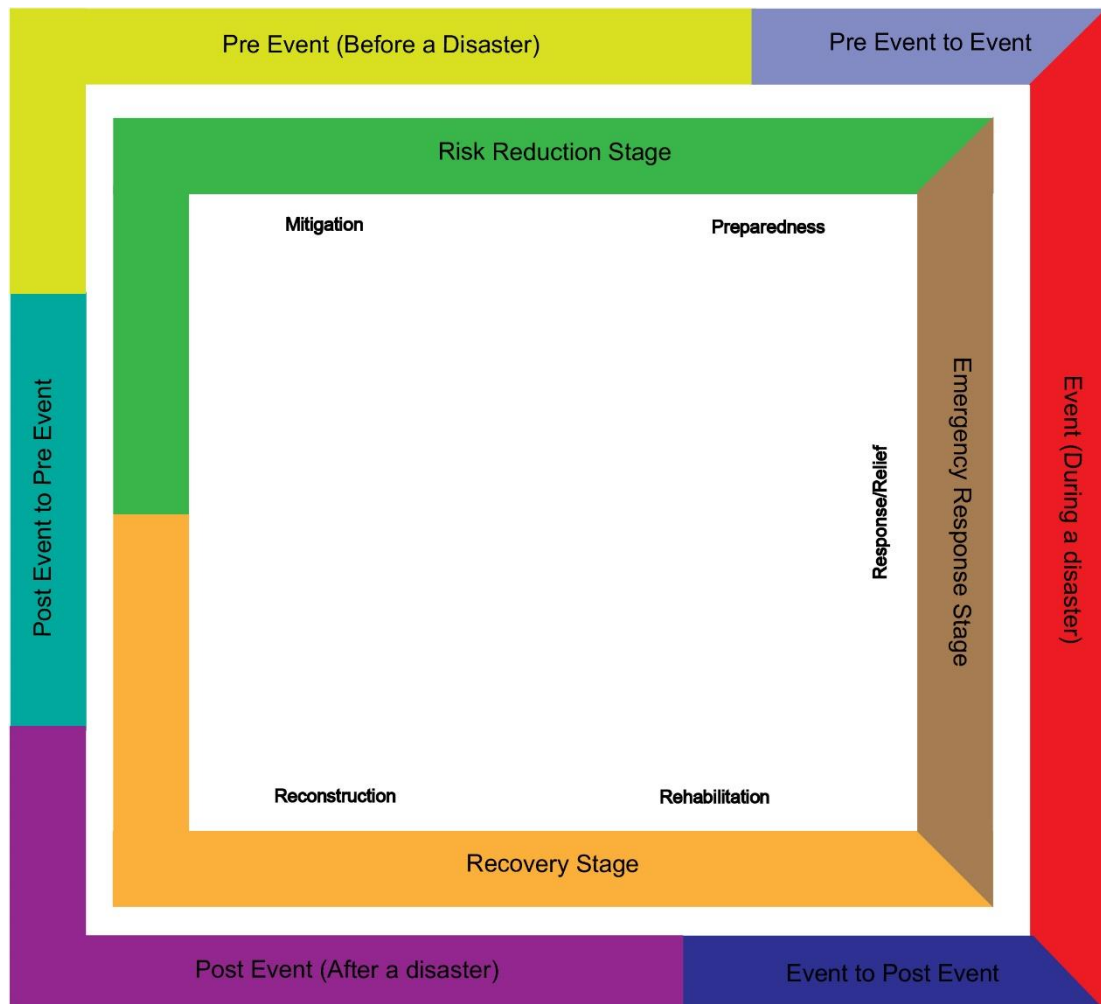 Pre Event (Before a Disaster)
Pre Event to Event
Risk Reduction Stage
Mitigation
Preparedness
Post Event to Pre Event
Response/Relief
Emergency Response Stage
Event (During a disaster)
Reconstruction
Rehabilitation
Recovery Stage
Post Event (After a disaster)
Event to Post Event